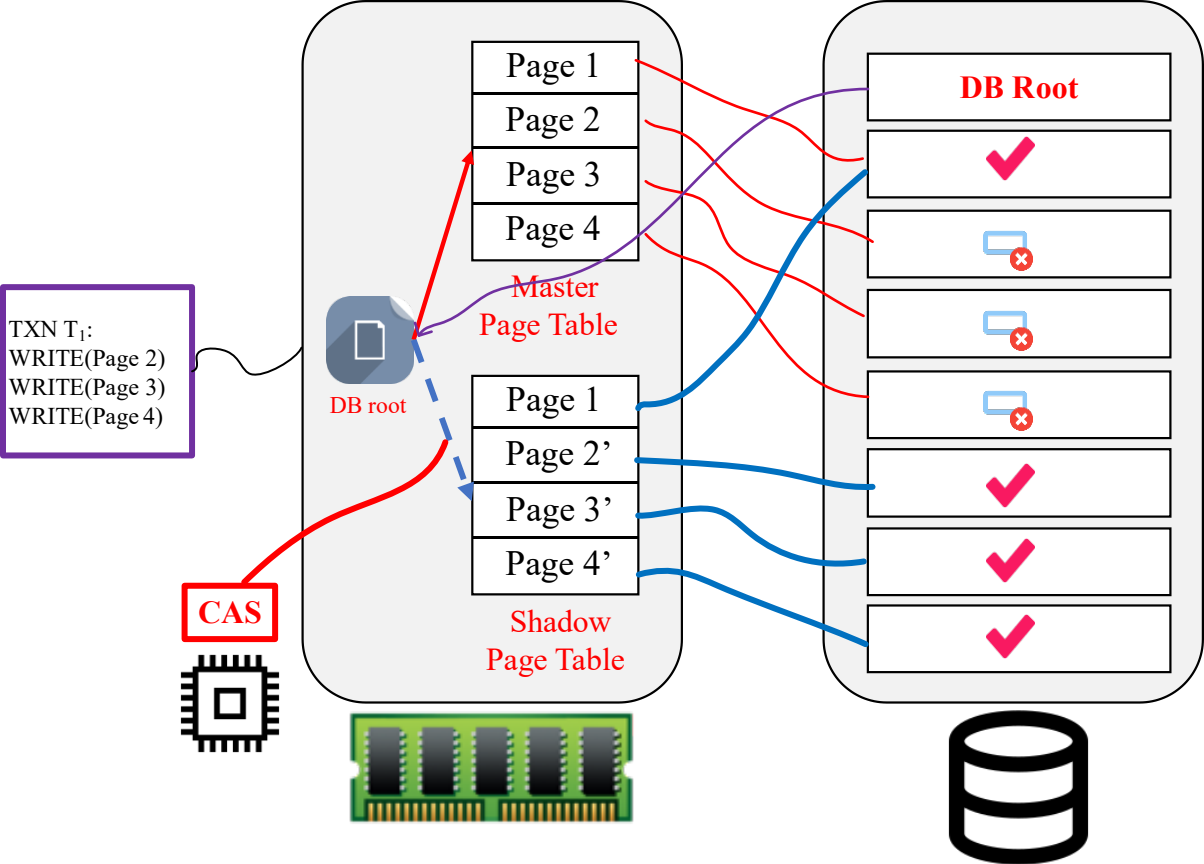 TXN T₁:
WRITE(Page 2)
WRITE(Page 3)
WRITE(Page 4)
CAS
DB root
Page 1
Page 2
Page 3
Page 4
Master
Page Table
Page 1
Page 2’
Page 3’
Page 4’
Shadow
Page Table
DB Root